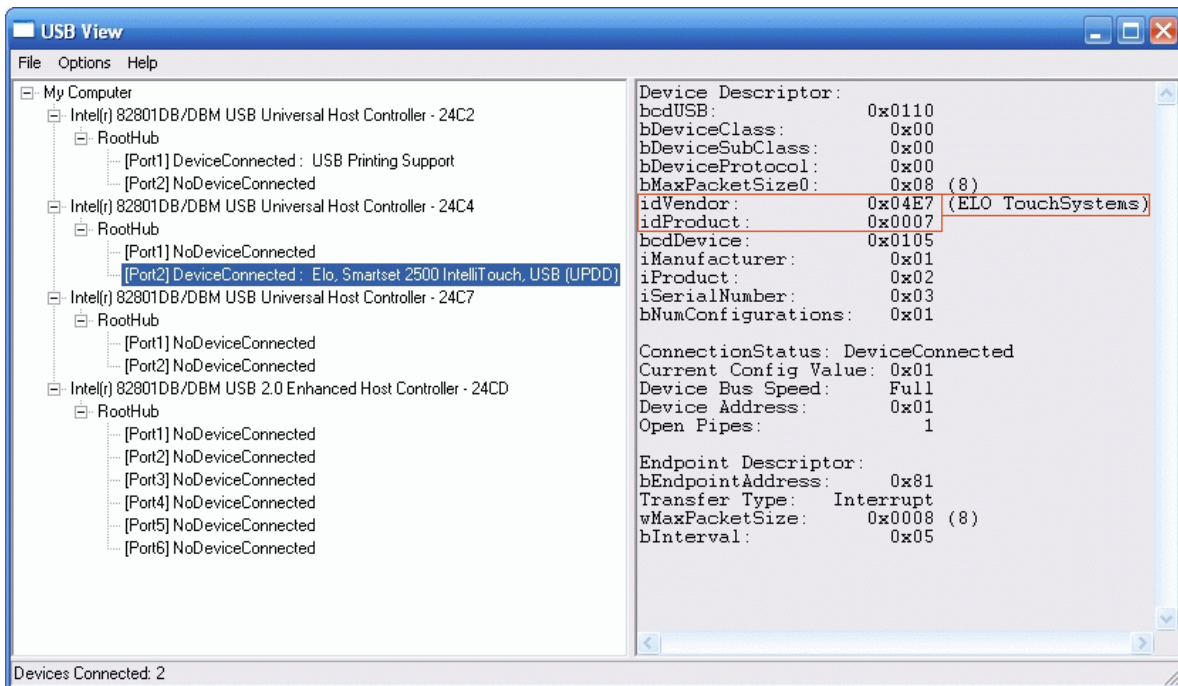 USB View
File Options Help
My Computer
Intel(r) 82801DB/DBM USB Universal Host Controller - 24C2
RootHub
[Port1] DeviceConnected : USB Printing Support
[Port2] NoDeviceConnected
Intel(r) 82801DB/DBM USB Universal Host Controller - 24C4
RootHub
[Port1] NoDeviceConnected
[Port2] DeviceConnected : Elo, Smartset 2500 IntelliTouch, USB (UPDD)
Intel(r) 82801DB/DBM USB Universal Host Controller - 24C7
RootHub
[Port1] NoDeviceConnected
[Port2] NoDeviceConnected
Intel(r) 82801DB/DBM USB 2.0 Enhanced Host Controller - 24CD
RootHub
[Port1] NoDeviceConnected
[Port2] NoDeviceConnected
[Port3] NoDeviceConnected
[Port4] NoDeviceConnected
[Port5] NoDeviceConnected
[Port6] NoDeviceConnected
Device Descriptor:
bcdUSB: 0x0110
bDeviceClass: 0x00
bDeviceSubClass: 0x00
bDeviceProtocol: 0x00
bMaxPacketSize0: 0x08 (8)
idVendor: 0x04E7 (ELO TouchSystems)
idProduct: 0x0007
bcdDevice: 0x0105
iManufacturer: 0x01
iProduct: 0x02
iSerialNumber: 0x03
bNumConfigurations: 0x01
ConnectionStatus: DeviceConnected
Current Config Value: 0x01
Device Bus Speed: Full
Device Address: 0x01
Open Pipes: 1
Endpoint Descriptor:
bEndpointAddress: 0x81
Transfer Type: Interrupt
wMaxPacketSize: 0x0008 (8)
bInterval: 0x05
Devices Connected: 2